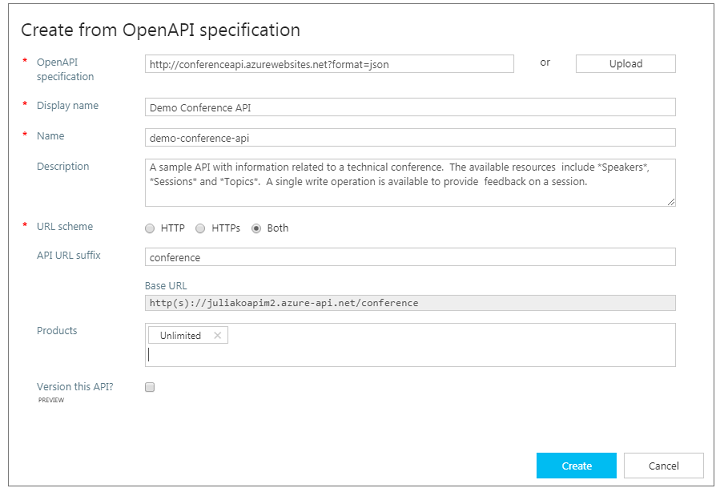 Create from OpenAPI specification
* OpenAPI specification
http://conferenceapi.azurewebsites.net?format=json
or
Upload
* Display name
Demo Conference API
* Name
demo-conference-api
Description
A sample API with information related to a technical conference.  The available resources  include *Speakers*,
*Sessions* and *Topics*.  A single write operation is available to provide  feedback on a session.
* URL scheme
HTTP
HTTPs
Both
API URL suffix
conference
Base URL
http(s)://juliakoapim2.azure-api.net/conference
Products
Unlimited ×
Version this API?
PREVIEW
Create
Cancel